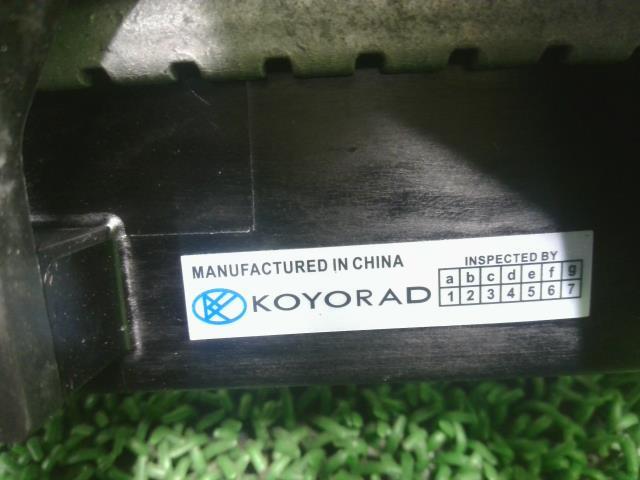 MANUFACTURED IN CHINA
KOYORAD
INSPECTED BY
a b c d e f g
1 2 3 4 5 6 7